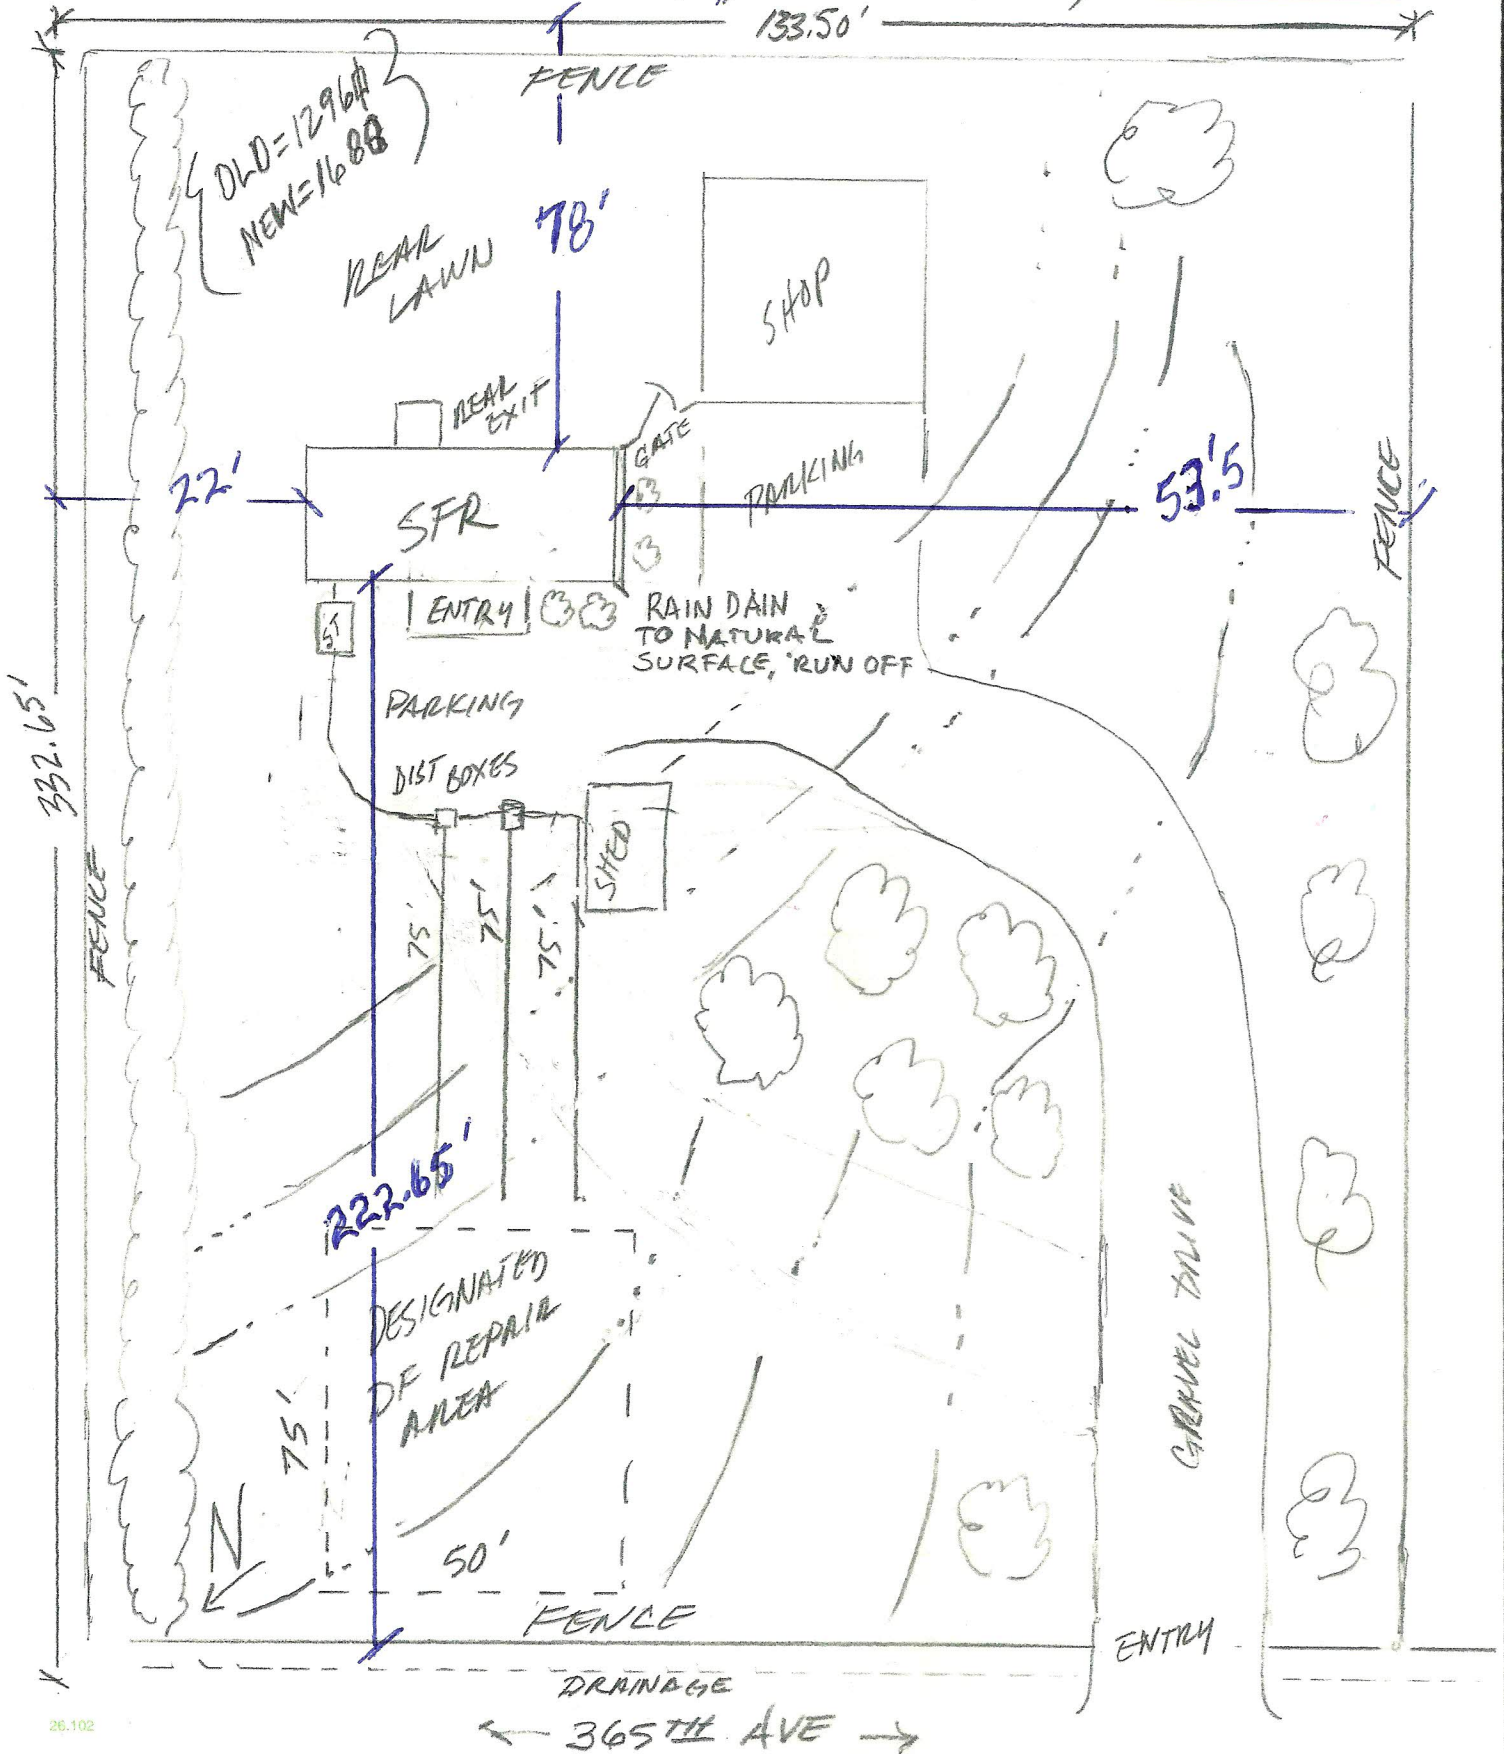 133.50'
FENCE
{ OLD=1296⌀ }
NEW=1688
REAR
LAWN
78'
SHOP
REAR
EXIT
GATE
PARKING
22'
SFR
53.5'
FENCE
ST
ENTRY
RAIN DAIN
TO NATURAL
SURFACE, RUN OFF
PARKING
332.65'
DIST BOXES
SHED
FENCE
75'
75'
75'
222.65'
DESIGNATED
DF REPAIR
AREA
75'
50'
N
GRAVEL DRIVE
FENCE
ENTRY
DRAINAGE
365TH AVE
26.102